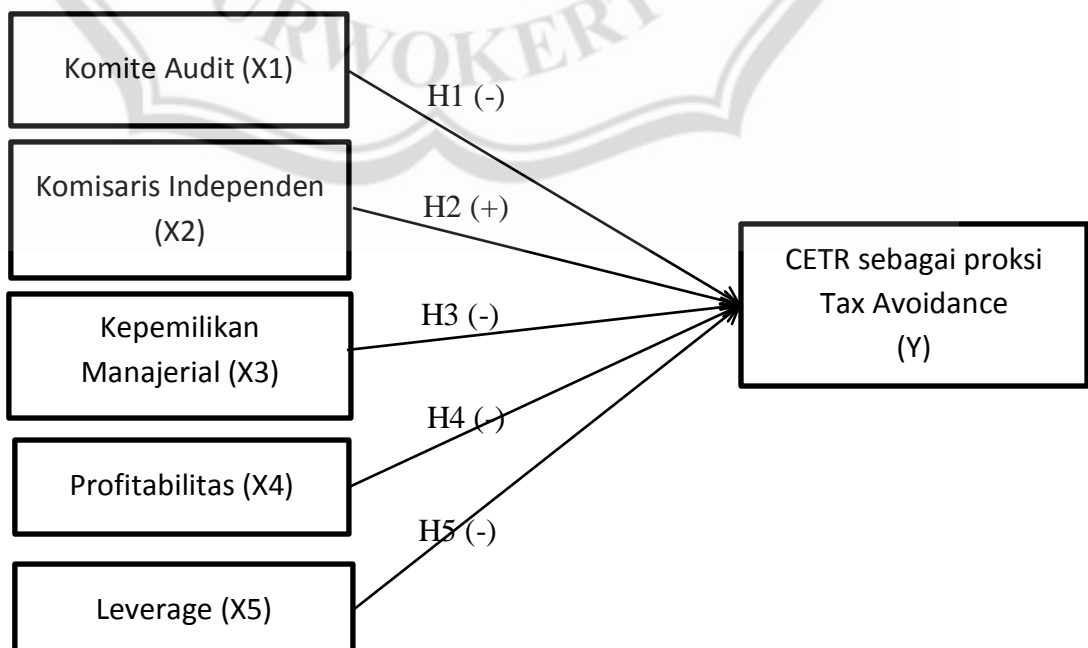 URWOKERT
Komite Audit (X1)
H1 (-)
Komisaris Independen
(X2)
H2 (+)
CETR sebagai proksi
Tax Avoidance
(Y)
Kepemilikan
Manajerial (X3)
H3 (-)
Profitabilitas (X4)
H4 (-)
Leverage (X5)
H5 (-)